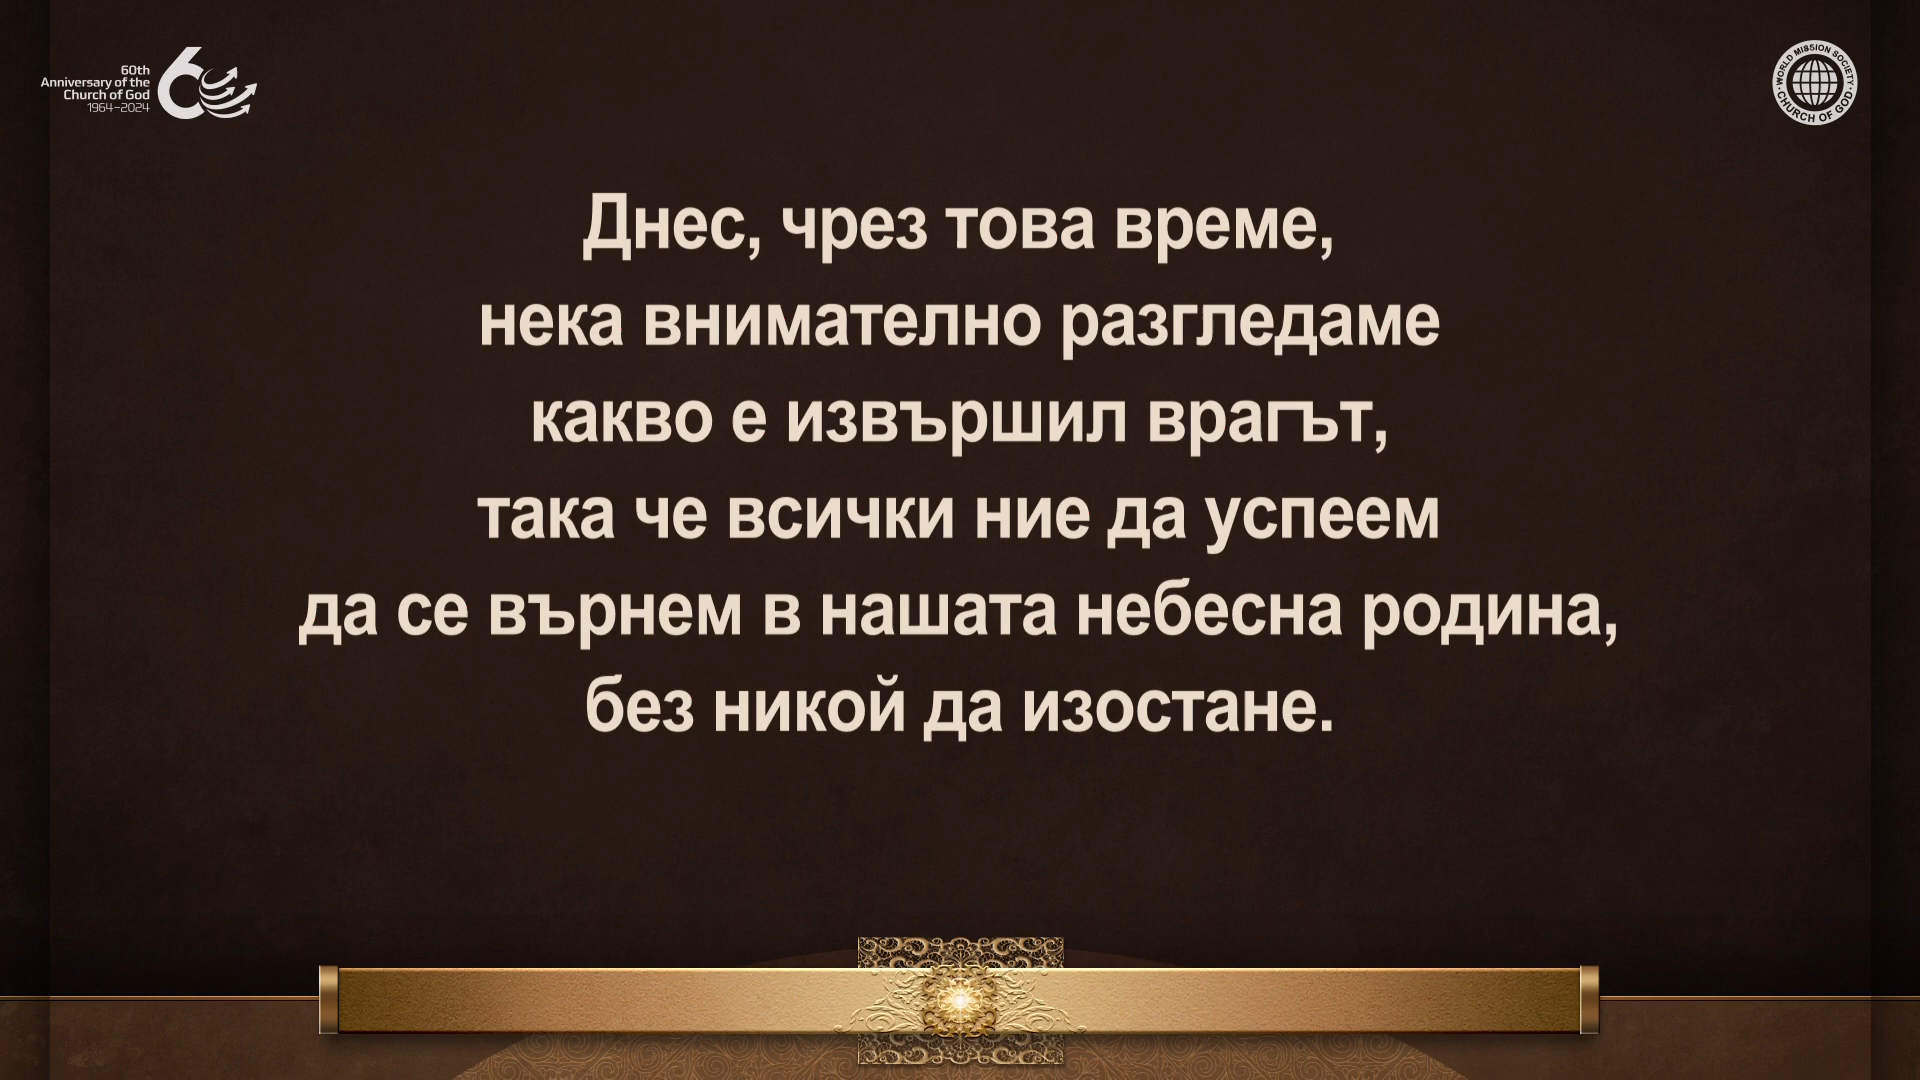 60th
Anniversary of the
Church of God
1964–2024
60
WORLD MISSION SOCIETY
CHURCH OF GOD
Днес, чрез това време,
нека внимателно разгледаме
какво е извършил врагът,
така че всички ние да успеем
да се върнем в нашата небесна родина,
без никой да изостане.